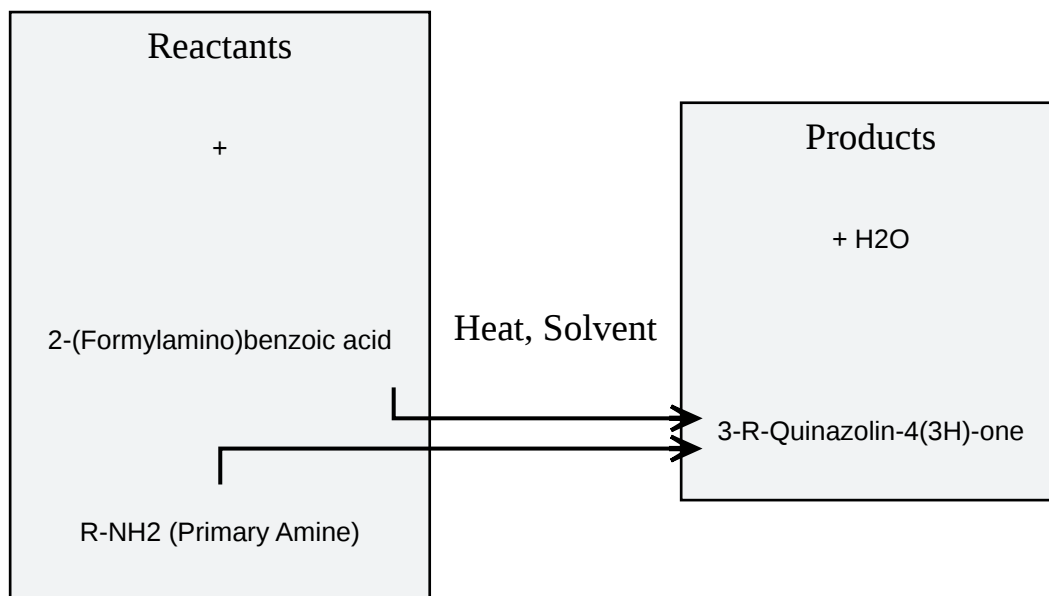 Reactants
+
2-(Formylamino)benzoic acid
R-NH2 (Primary Amine)
Heat, Solvent
Products
+ H2O
3-R-Quinazolin-4(3H)-one